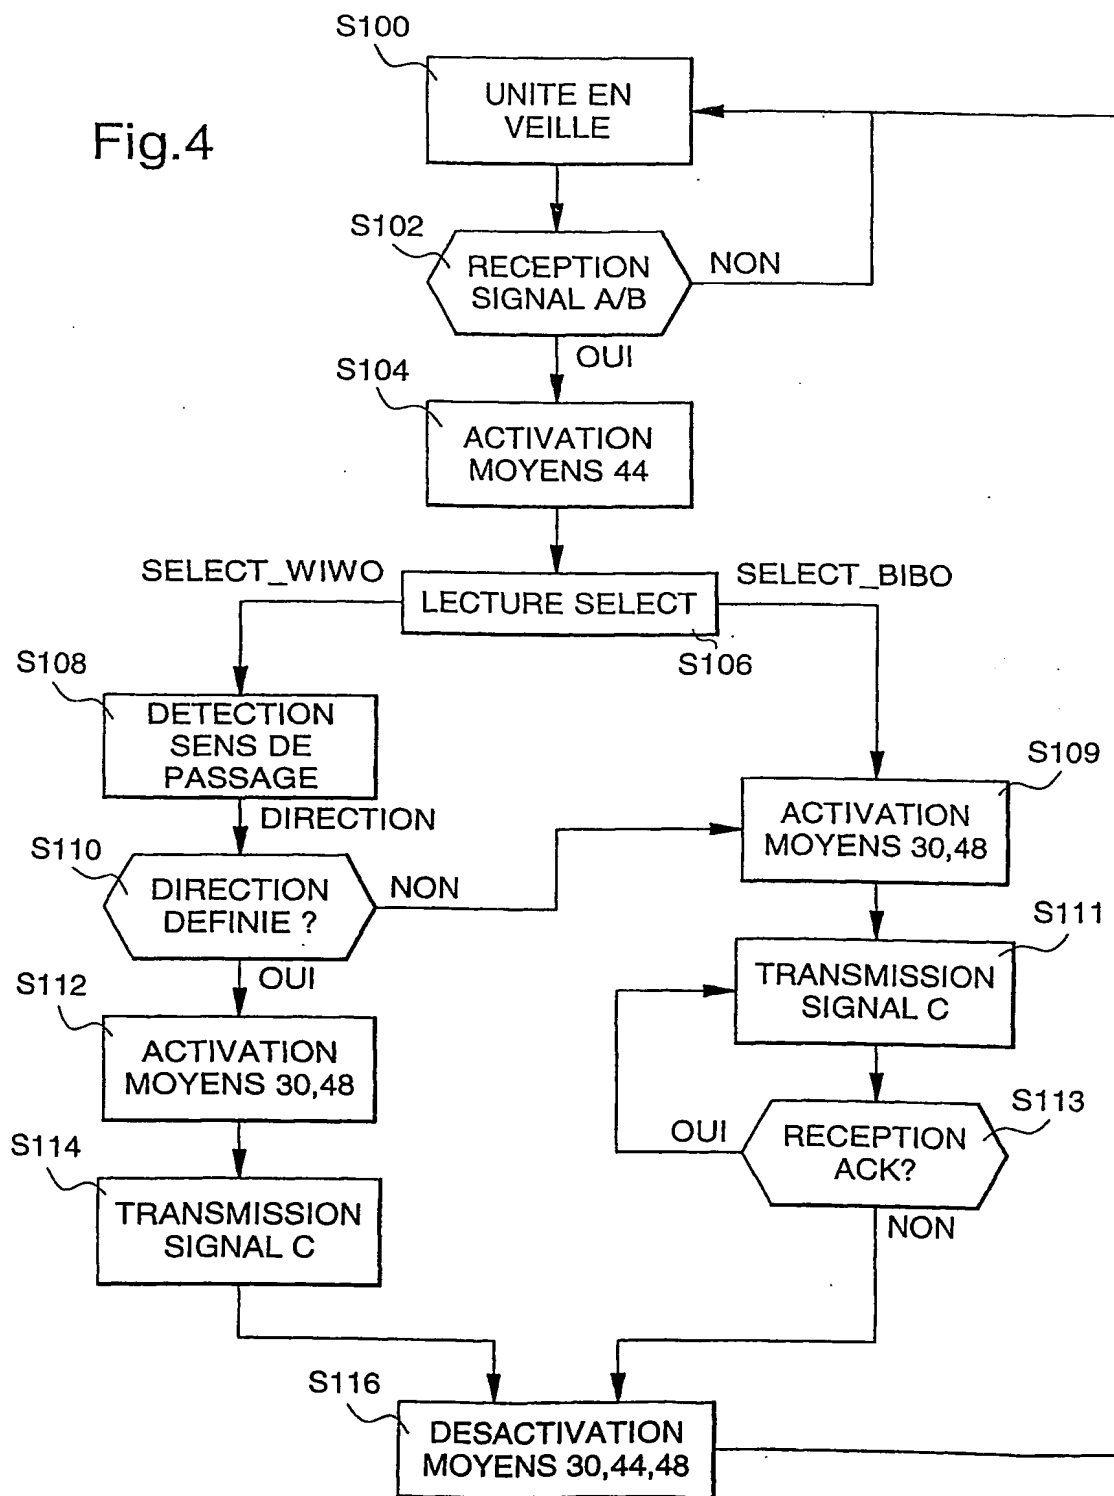 S100
UNITE EN
VEILLE
Fig.4
S102
RECEPTION
SIGNAL A/B
NON
OUI
S104
ACTIVATION
MOYENS 44
SELECT_WIWO
SELECT_BIBO
LECTURE SELECT
S106
S108
DETECTION
SENS DE
PASSAGE
DIRECTION
S109
ACTIVATION
MOYENS 30,48
S110
DIRECTION
DEFINIE ?
NON
OUI
S111
TRANSMISSION
SIGNAL C
S112
ACTIVATION
MOYENS 30,48
S113
RECEPTION
ACK?
OUI
NON
S114
TRANSMISSION
SIGNAL C
S116
DESACTIVATION
MOYENS 30,44,48